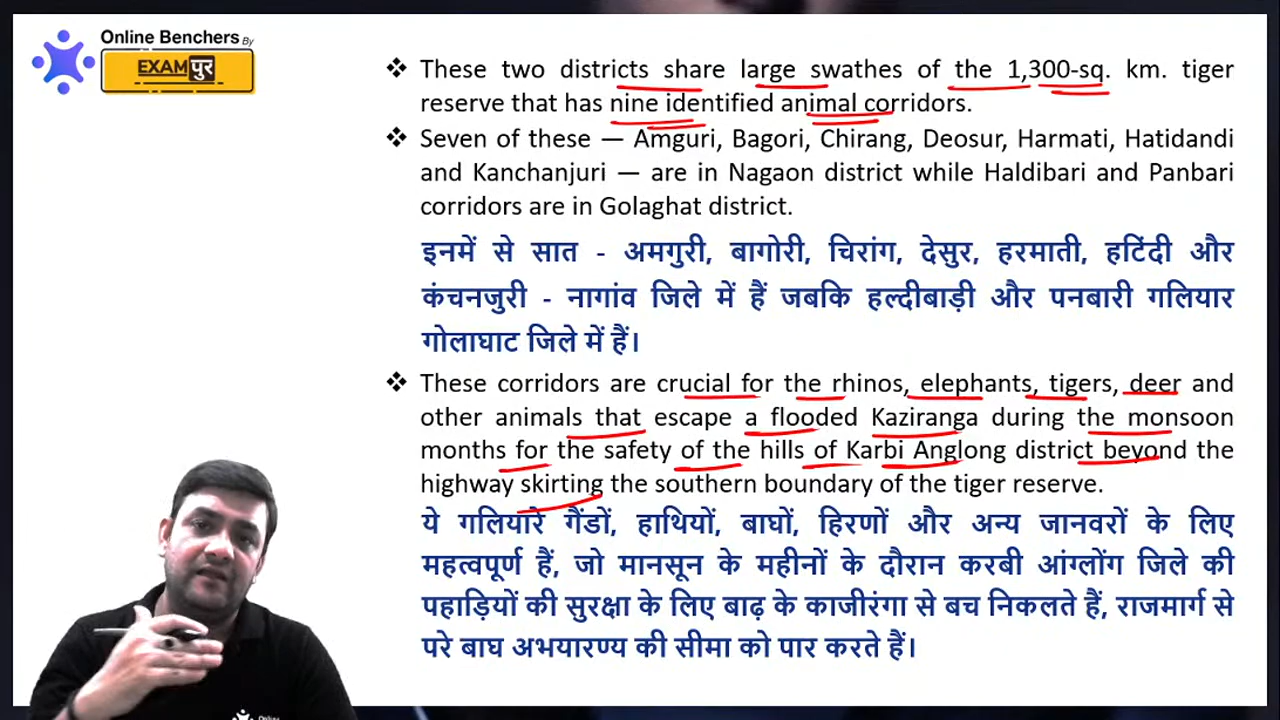 Online Benchers By
EXAMपुर
❖ These two districts share large swathes of the 1,300-sq. km. tiger
reserve that has nine identified animal corridors.
❖ Seven of these — Amguri, Bagori, Chirang, Deosur, Harmati, Hatidandi
and Kanchanjuri — are in Nagaon district while Haldibari and Panbari
corridors are in Golaghat district.
इनमें से सात - अमगुरी, बागोरी, चिरांग, देसुर, हरमाती, हटिंदी और
कंचनजुरी - नागांव जिले में हैं जबकि हल्दीबाड़ी और पनबारी गलियार
गोलाघाट जिले में हैं।
❖ These corridors are crucial for the rhinos, elephants, tigers, deer and
other animals that escape a flooded Kaziranga during the monsoon
months for the safety of the hills of Karbi Anglong district beyond the
highway skirting the southern boundary of the tiger reserve.
ये गलियारे गैंडों, हाथियों, बाघों, हिरणों और अन्य जानवरों के लिए
महत्वपूर्ण हैं, जो मानसून के महीनों के दौरान करबी आंग्लोंग जिले की
पहाड़ियों की सुरक्षा के लिए बाढ़ के काजीरंगा से बच निकलते हैं, राजमार्ग से
परे बाघ अभयारण्य की सीमा को पार करते हैं।